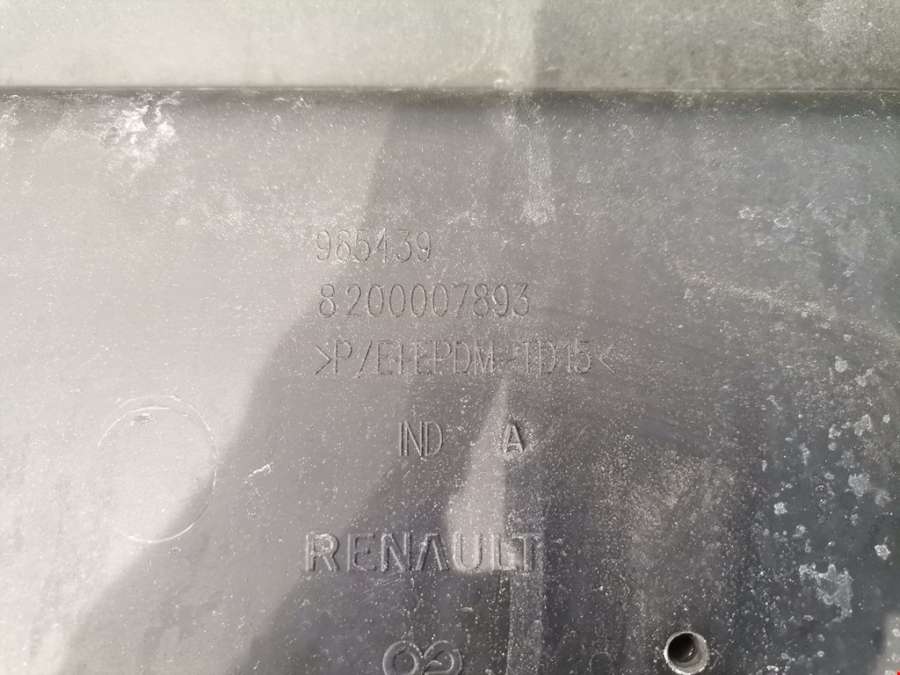 965439
8200007893
>P/E+EPDM-TD15<
IND A
RENAULT